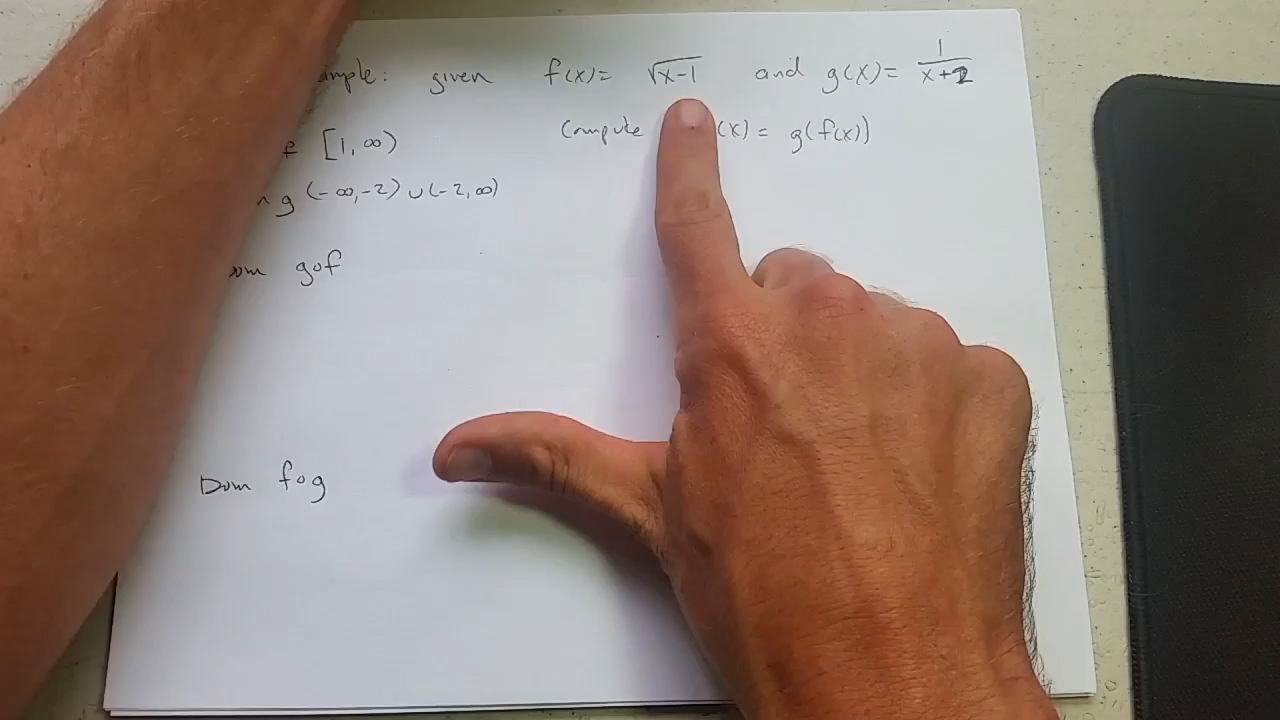 given f(x)= √x-1 and g(x)= 1/x+2
Compute (x) = g(f(x))
f [1,∞)
g (-∞,-2) ∪ (-2,∞)
gof
Dom fog